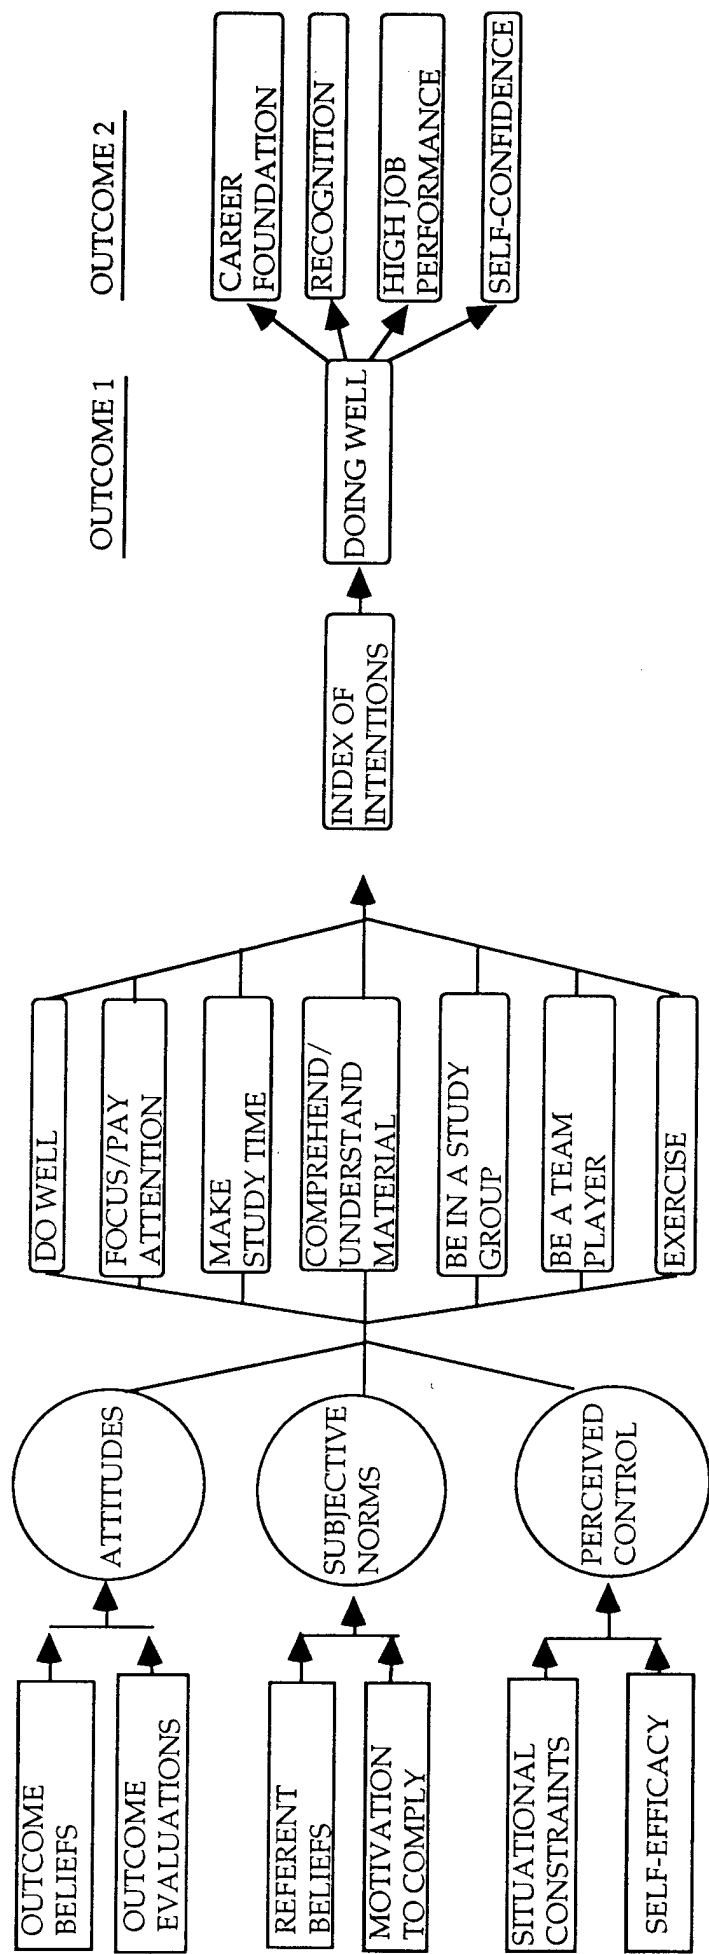 OUTCOME
BELIEFS
OUTCOME
EVALUATIONS
REFERENT
BELIEFS
MOTIVATION
TO COMPLY
SITUATIONAL
CONSTRAINTS
SELF-EFFICACY
ATTITUDES
SUBJECTIVE
NORMS
PERCEIVED
CONTROL
DO WELL
FOCUS/PAY
ATTENTION
MAKE
STUDY TIME
COMPREHEND/
UNDERSTAND
MATERIAL
BE IN A STUDY
GROUP
BE A TEAM
PLAYER
EXERCISE
INDEX OF
INTENTIONS
OUTCOME 1
DOING WELL
OUTCOME 2
CAREER
FOUNDATION
RECOGNITION
HIGH JOB
PERFORMANCE
SELF-CONFIDENCE